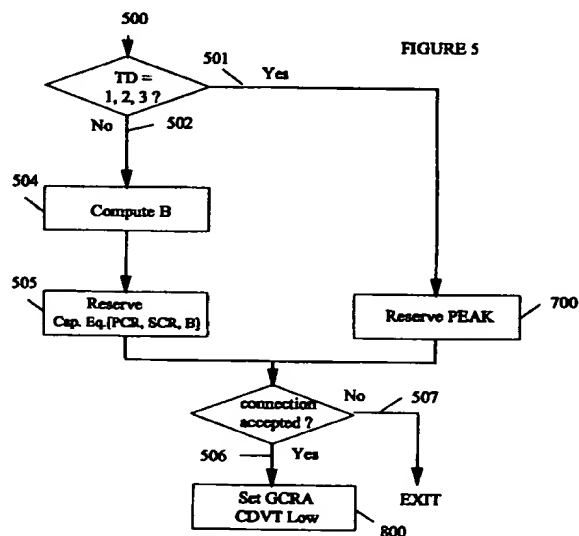 500
FIGURE 5
TD =
1, 2, 3 ?
501
Yes
No
502
504
Compute B
505
Reserve
Cap. Eq.[PCR, SCR, B]
Reserve PEAK
700
connection
accepted ?
No
507
506
Yes
EXIT
Set GCRA
CDVT Low
800